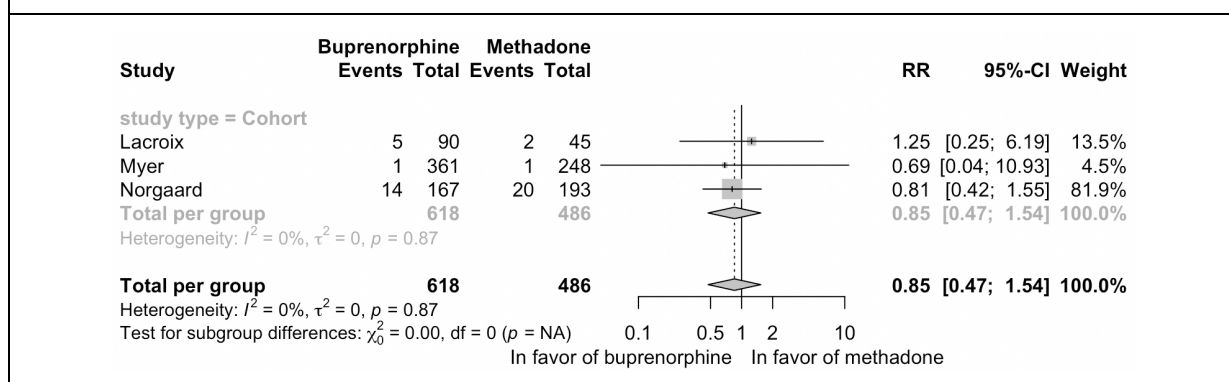 Buprenorphine Methadone
Study Events Total Events Total RR 95%-CI Weight
study type = Cohort
Lacroix 5 90 2 45 1.25 [0.25; 6.19] 13.5%
Myer 1 361 1 248 0.69 [0.04; 10.93] 4.5%
Norgaard 14 167 20 193 0.81 [0.42; 1.55] 81.9%
Total per group 618 486 0.85 [0.47; 1.54] 100.0%
Heterogeneity: I² = 0%, τ² = 0, p = 0.87
Total per group 618 486 0.85 [0.47; 1.54] 100.0%
Heterogeneity: I² = 0%, τ² = 0, p = 0.87
Test for subgroup differences: χ²₀ = 0.00, df = 0 (p = NA) 0.1 0.5 1 2 10
In favor of buprenorphine In favor of methadone